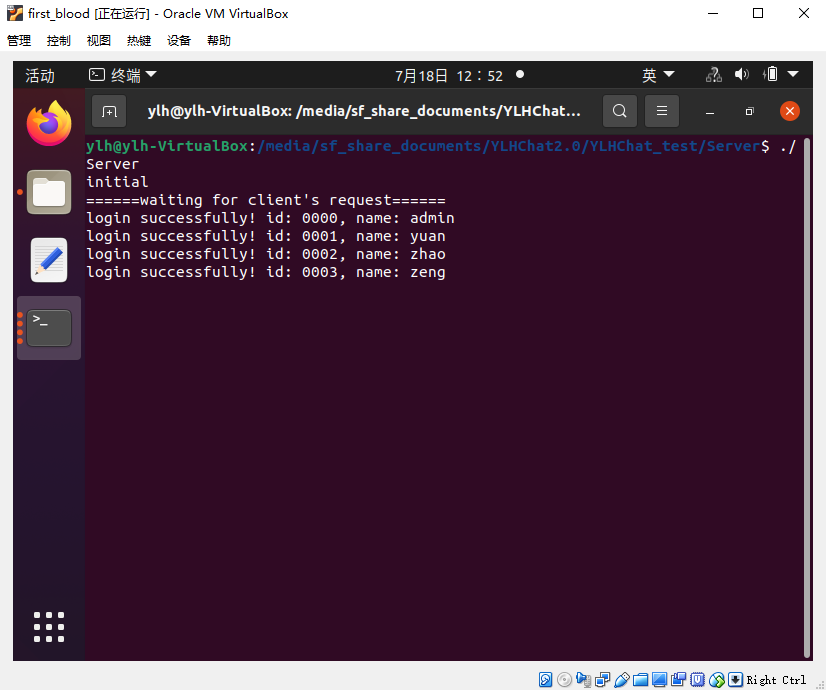 first_blood [正在运行] - Oracle VM VirtualBox
管理 控制 视图 热键 设备 帮助
活动 终端 7月18日 12：52 英
ylh@ylh-VirtualBox: /media/sf_share_documents/YLHChat...
ylh@ylh-VirtualBox:/media/sf_share_documents/YLHChat2.0/YLHChat_test/Server$ ./
Server
initial
======waiting for client's request======
login successfully! id: 0000, name: admin
login successfully! id: 0001, name: yuan
login successfully! id: 0002, name: zhao
login successfully! id: 0003, name: zeng
Right Ctrl